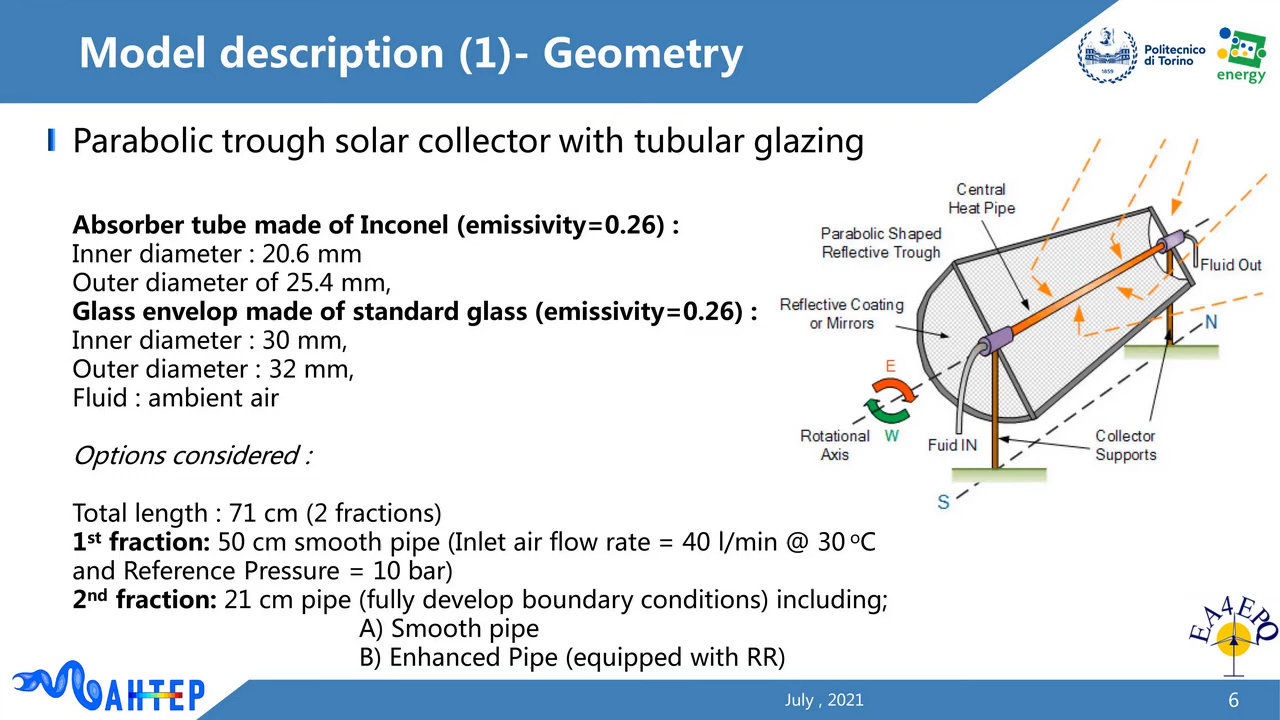 Model description (1)- Geometry
Politecnico
di Torino
1859
energy
Parabolic trough solar collector with tubular glazing
Absorber tube made of Inconel (emissivity=0.26) :
Inner diameter : 20.6 mm
Outer diameter of 25.4 mm,
Glass envelop made of standard glass (emissivity=0.26) :
Inner diameter : 30 mm,
Outer diameter : 32 mm,
Fluid : ambient air
Options considered :
Total length : 71 cm (2 fractions)
1st fraction: 50 cm smooth pipe (Inlet air flow rate = 40 l/min @ 30 oC
and Reference Pressure = 10 bar)
2nd fraction: 21 cm pipe (fully develop boundary conditions) including;
A) Smooth pipe
B) Enhanced Pipe (equipped with RR)
Central
Heat Pipe
Parabolic Shaped
Reflective Trough
Fluid Out
Reflective Coating
or Mirrors
N
E
W
Rotational
Axis
Fuid IN
Collector
Supports
S
EA4EPQ
MAHTEP
July , 2021
6